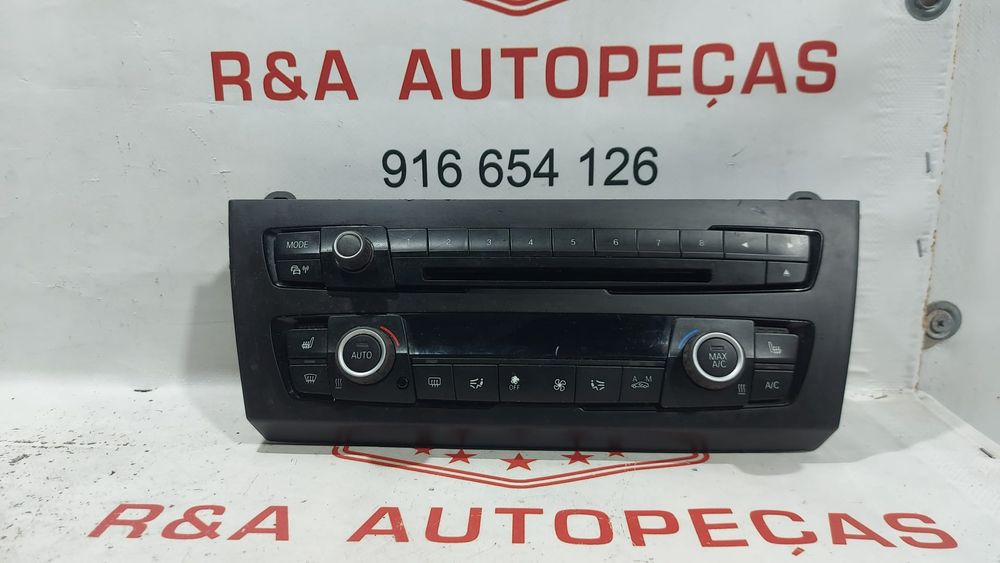 R&A AUTOPEÇAS
916 654 126
MODE 1 2 3 4 5 6 7 8
AUTO MAX A/C
OFF A M A/C
R&A AUTOPEÇAS